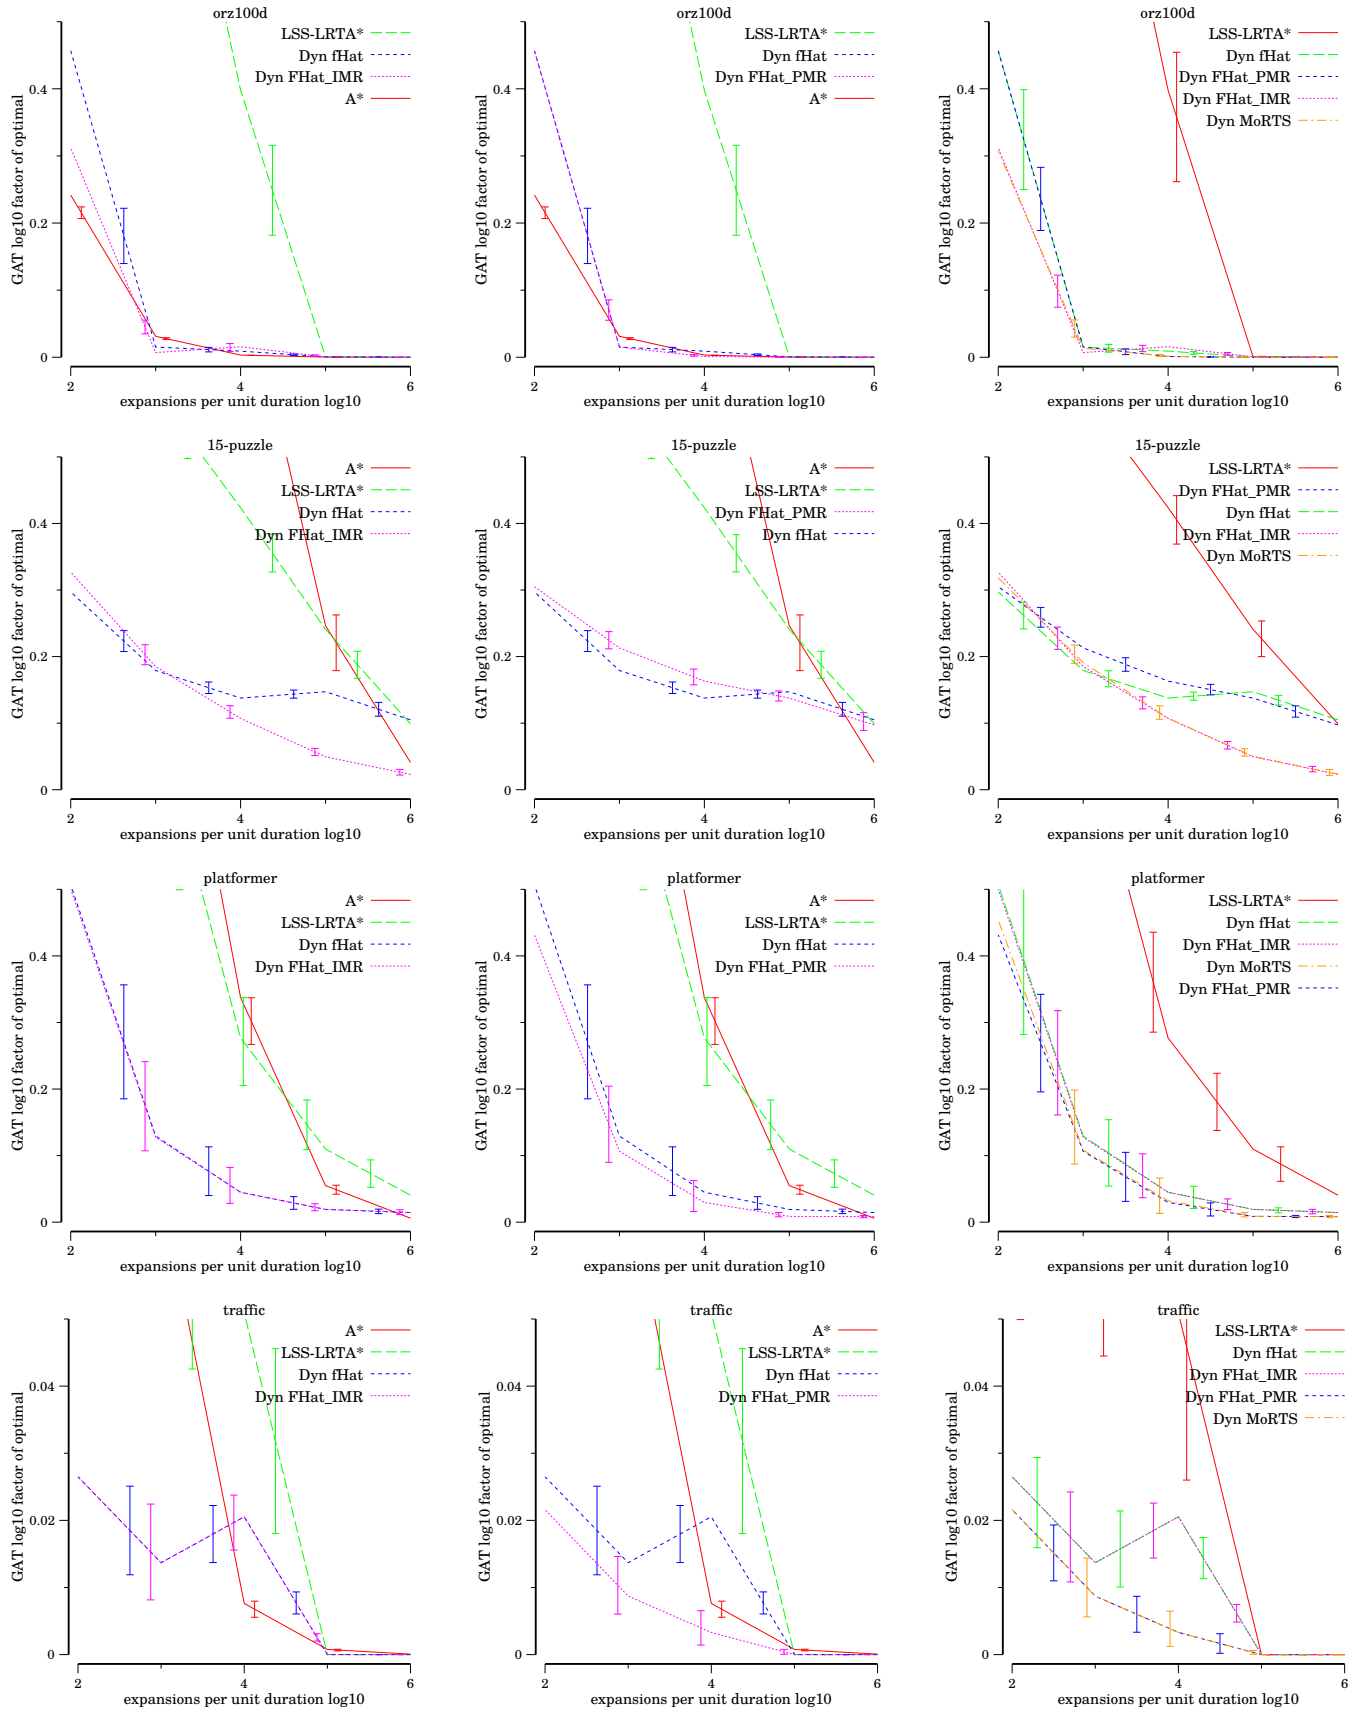 orz100d
GAT log10 factor of optimal
0.4
0.2
0
LSS-LRTA*
Dyn fHat
Dyn FHat_IMR
A*
2
4
6
expansions per unit duration log10
orz100d
GAT log10 factor of optimal
0.4
0.2
0
LSS-LRTA*
Dyn fHat
Dyn FHat_PMR
A*
2
4
6
expansions per unit duration log10
orz100d
GAT log10 factor of optimal
0.4
0.2
0
LSS-LRTA*
Dyn fHat
Dyn FHat_PMR
Dyn FHat_IMR
Dyn MoRTS
2
4
6
expansions per unit duration log10
15-puzzle
GAT log10 factor of optimal
0.4
0.2
0
A*
LSS-LRTA*
Dyn fHat
Dyn FHat_IMR
2
4
6
expansions per unit duration log10
15-puzzle
GAT log10 factor of optimal
0.4
0.2
0
A*
LSS-LRTA*
Dyn FHat_PMR
Dyn fHat
2
4
6
expansions per unit duration log10
15-puzzle
GAT log10 factor of optimal
0.4
0.2
0
LSS-LRTA*
Dyn FHat_PMR
Dyn fHat
Dyn FHat_IMR
Dyn MoRTS
2
4
6
expansions per unit duration log10
platformer
GAT log10 factor of optimal
0.4
0.2
0
A*
LSS-LRTA*
Dyn fHat
Dyn FHat_IMR
2
4
6
expansions per unit duration log10
platformer
GAT log10 factor of optimal
0.4
0.2
0
A*
LSS-LRTA*
Dyn fHat
Dyn FHat_PMR
2
4
6
expansions per unit duration log10
platformer
GAT log10 factor of optimal
0.4
0.2
0
LSS-LRTA*
Dyn fHat
Dyn FHat_IMR
Dyn MoRTS
Dyn FHat_PMR
2
4
6
expansions per unit duration log10
traffic
GAT log10 factor of optimal
0.04
0.02
0
A*
LSS-LRTA*
Dyn fHat
Dyn FHat_IMR
2
4
6
expansions per unit duration log10
traffic
GAT log10 factor of optimal
0.04
0.02
0
A*
LSS-LRTA*
Dyn fHat
Dyn FHat_PMR
2
4
6
expansions per unit duration log10
traffic
GAT log10 factor of optimal
0.04
0.02
0
LSS-LRTA*
Dyn fHat
Dyn FHat_IMR
Dyn FHat_PMR
Dyn MoRTS
2
4
6
expansions per unit duration log10